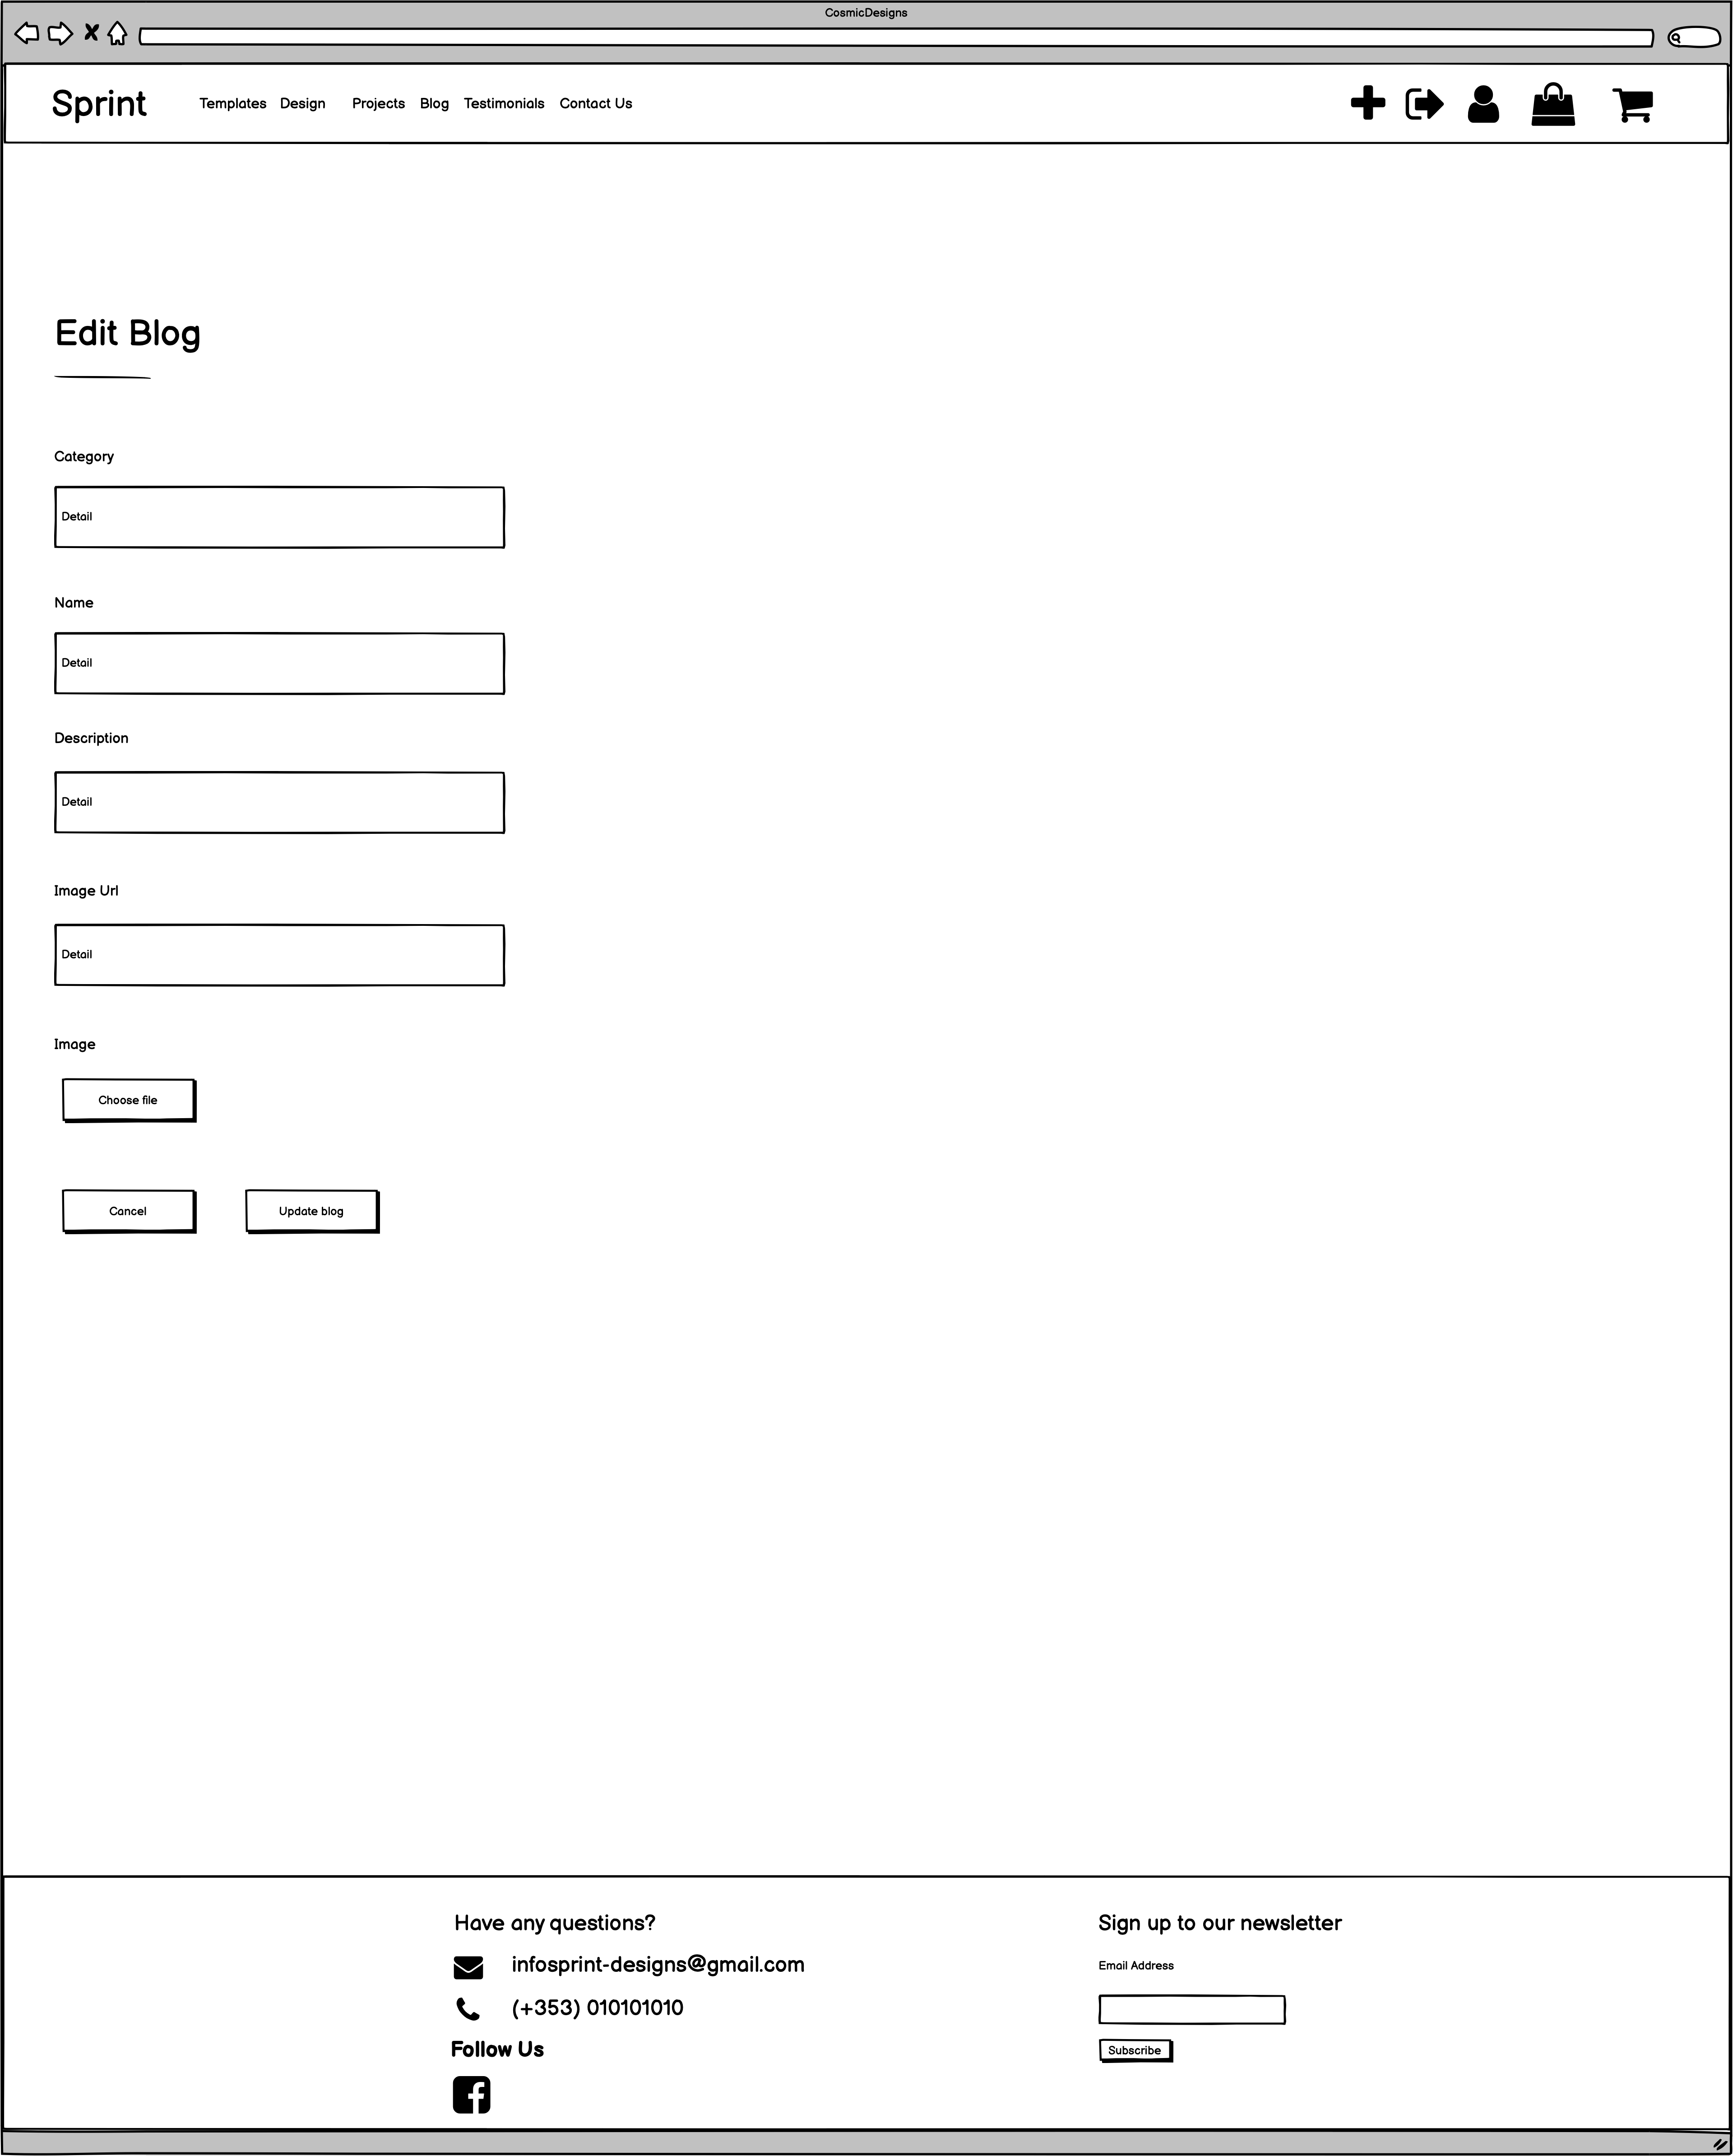 CosmicDesigns
Sprint Templates Design Projects Blog Testimonials Contact Us
Edit Blog
Category
Detail
Name
Detail
Description
Detail
Image Url
Detail
Image
Choose file
Cancel Update blog
Have any questions?
infosprint-designs@gmail.com
(+353) 010101010
Follow Us
Sign up to our newsletter
Email Address
Subscribe